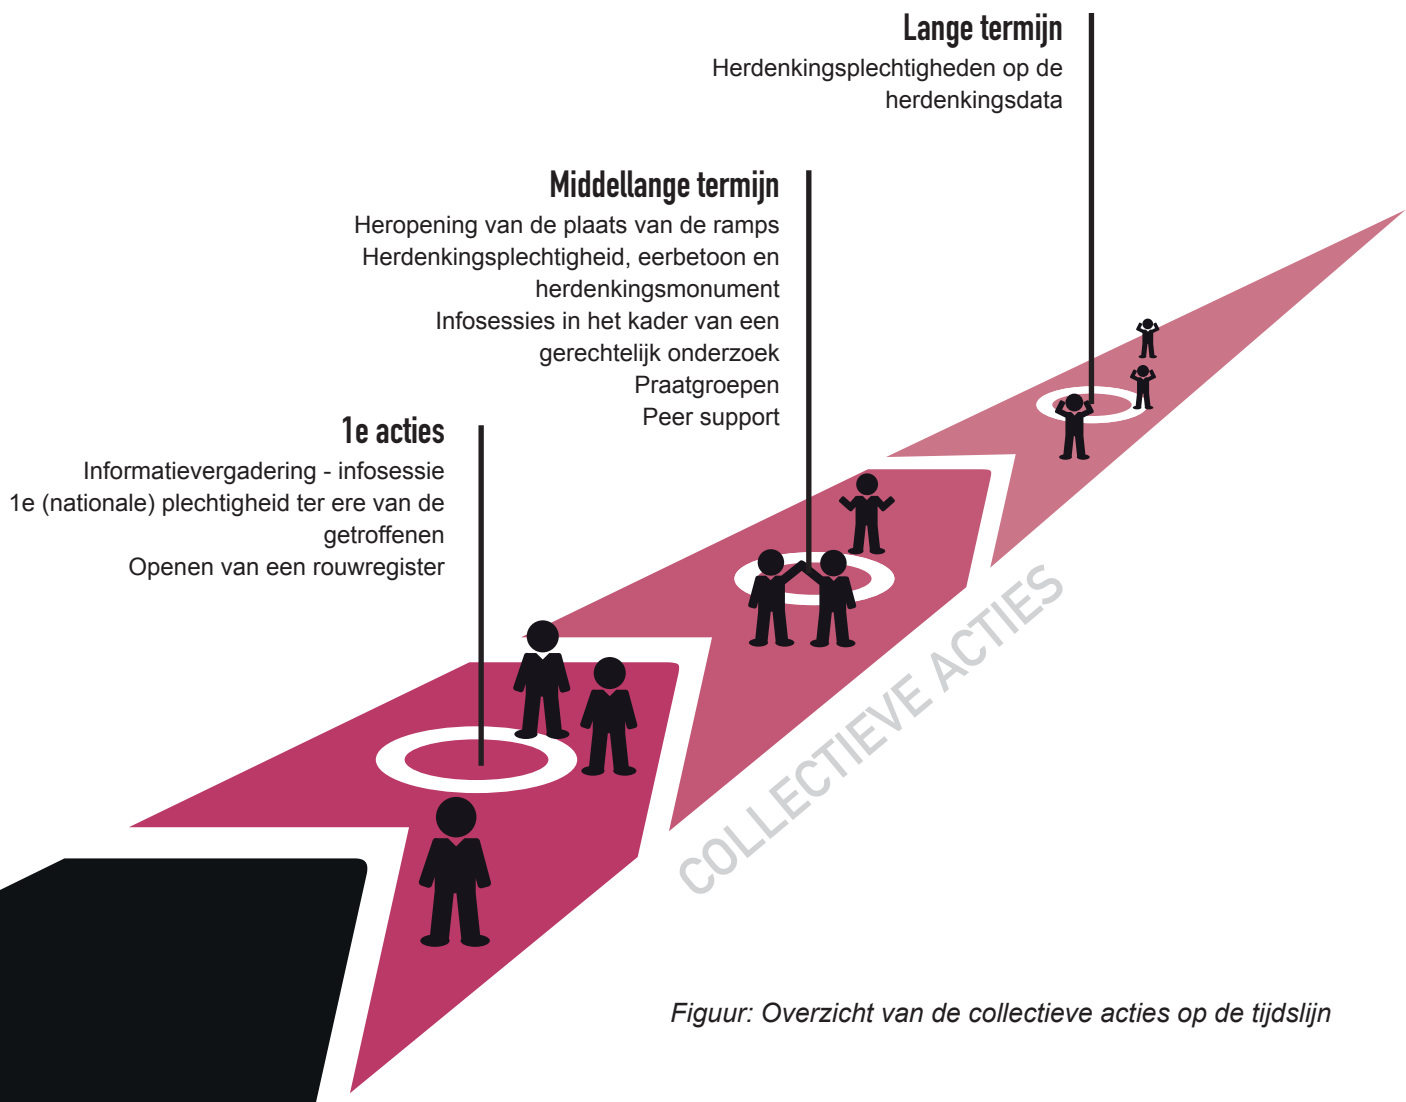 Lange termijn
Herdenkingsplechtigheden op de
herdenkingsdata
Middellange termijn
Heropening van de plaats van de ramps
Herdenkingsplechtigheid, eerbetoon en
herdenkingsmonument
Infosessies in het kader van een
gerechtelijk onderzoek
Praatgroepen
Peer support
1e acties
Informatievergadering - infosessie
1e (nationale) plechtigheid ter ere van de
getroffenen
Openen van een rouwregister
COLLECTIEVE ACTIES
Figuur: Overzicht van de collectieve acties op de tijdslijn